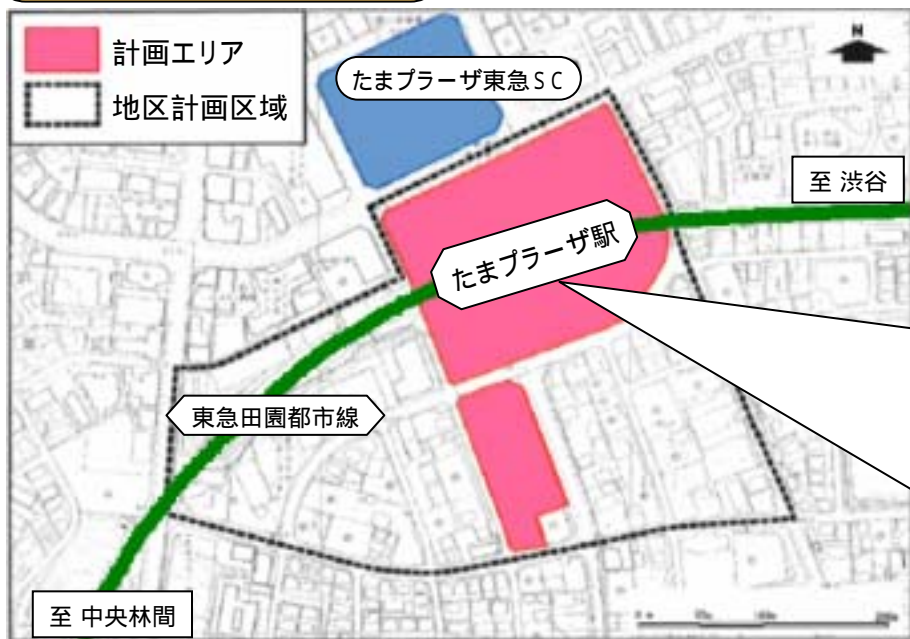 計画エリア
地区計画区域
たまプラーザ東急SC
N
至 渋谷
たまプラーザ駅
東急田園都市線
至 中央林間